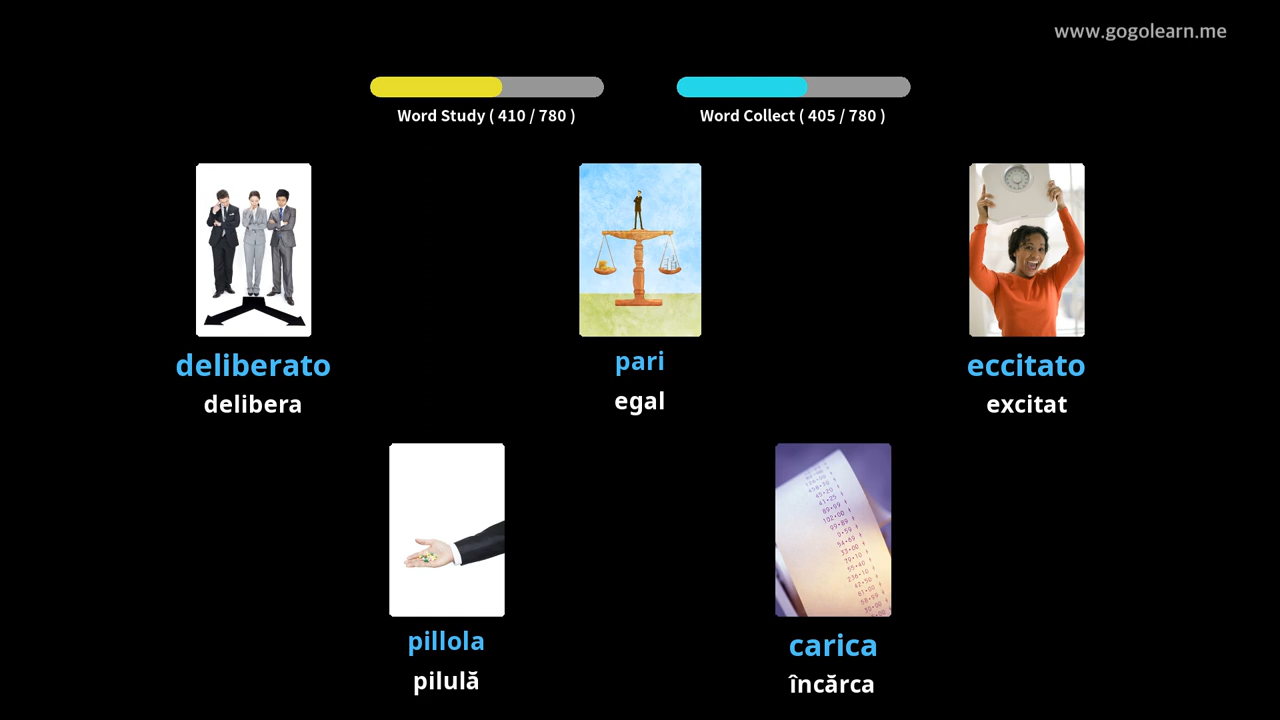 www.gogolearn.me
Word Study ( 410 / 780 )
Word Collect ( 405 / 780 )
deliberato
delibera
pari
egal
eccitato
excitat
pillola
pilulă
carica
încărca